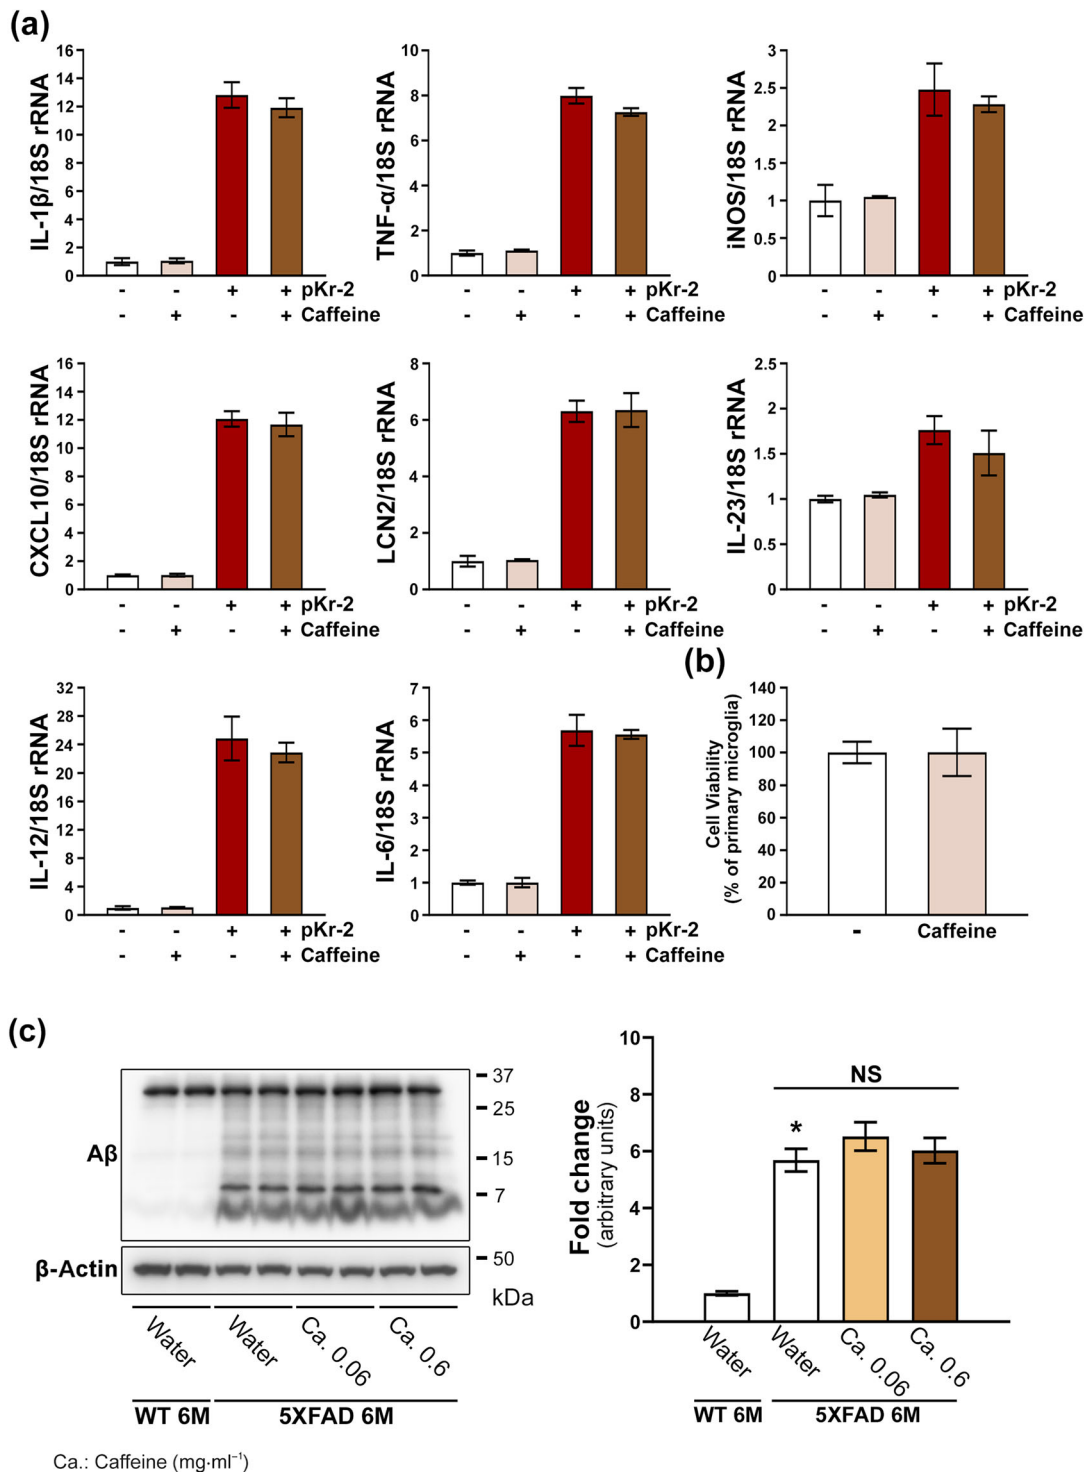 (a)
IL-1β/18S rRNA
16
14
12
10
8
6
4
2
0
- - + + pKr-2
- + - + Caffeine
TNF-α/18S rRNA
10
8
6
4
2
0
- - + + pKr-2
- + - + Caffeine
iNOS/18S rRNA
3
2.5
2
1.5
1
0.5
0
- - + + pKr-2
- + - + Caffeine
CXCL10/18S rRNA
16
14
12
10
8
6
4
2
0
- - + + pKr-2
- + - + Caffeine
LCN2/18S rRNA
8
6
4
2
0
- - + + pKr-2
- + - + Caffeine
IL-23/18S rRNA
2.5
2
1.5
1
0.5
0
- - + + pKr-2
- + - + Caffeine
IL-12/18S rRNA
32
28
24
23
16
12
8
4
0
- - + + pKr-2
- + - + Caffeine
IL-6/18S rRNA
7
6
5
4
3
2
1
0
- - + + pKr-2
- + - + Caffeine
(b)
Cell Viability
(% of primary microglia)
140
120
100
80
60
40
20
0
- Caffeine
(c)
Aβ
37
25
15
7
β-Actin
50
kDa
Water
Water
Ca. 0.06
Ca. 0.6
WT 6M 5XFAD 6M
Fold change
(arbitrary units)
10
8
6
4
2
0
NS
*
Water
Water
Ca. 0.06
Ca. 0.6
WT 6M 5XFAD 6M
Ca.: Caffeine (mg·ml⁻¹)